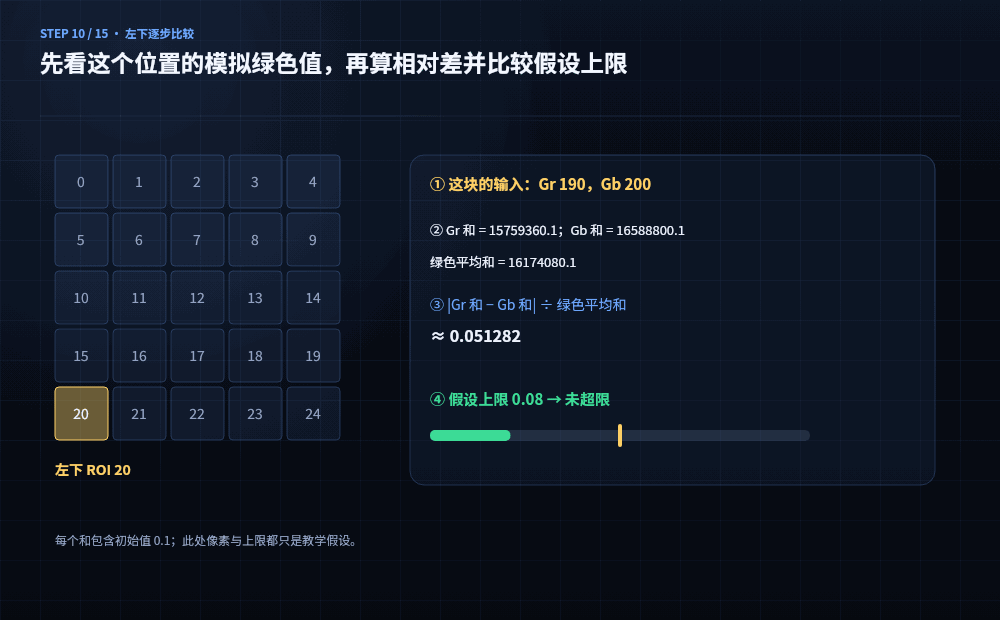 STEP 10 / 15 · 左下逐步比较
先看这个位置的模拟绿色值，再算相对差并比较假设上限
0 1 2 3 4
5 6 7 8 9
10 11 12 13 14
15 16 17 18 19
20 21 22 23 24
左下 ROI 20
① 这块的输入：Gr 190，Gb 200
② Gr 和 = 15759360.1；Gb 和 = 16588800.1
绿色平均和 = 16174080.1
③ |Gr 和 − Gb 和| ÷ 绿色平均和
≈ 0.051282
④ 假设上限 0.08 → 未超限
每个和包含初始值 0.1；此处像素与上限都只是教学假设。